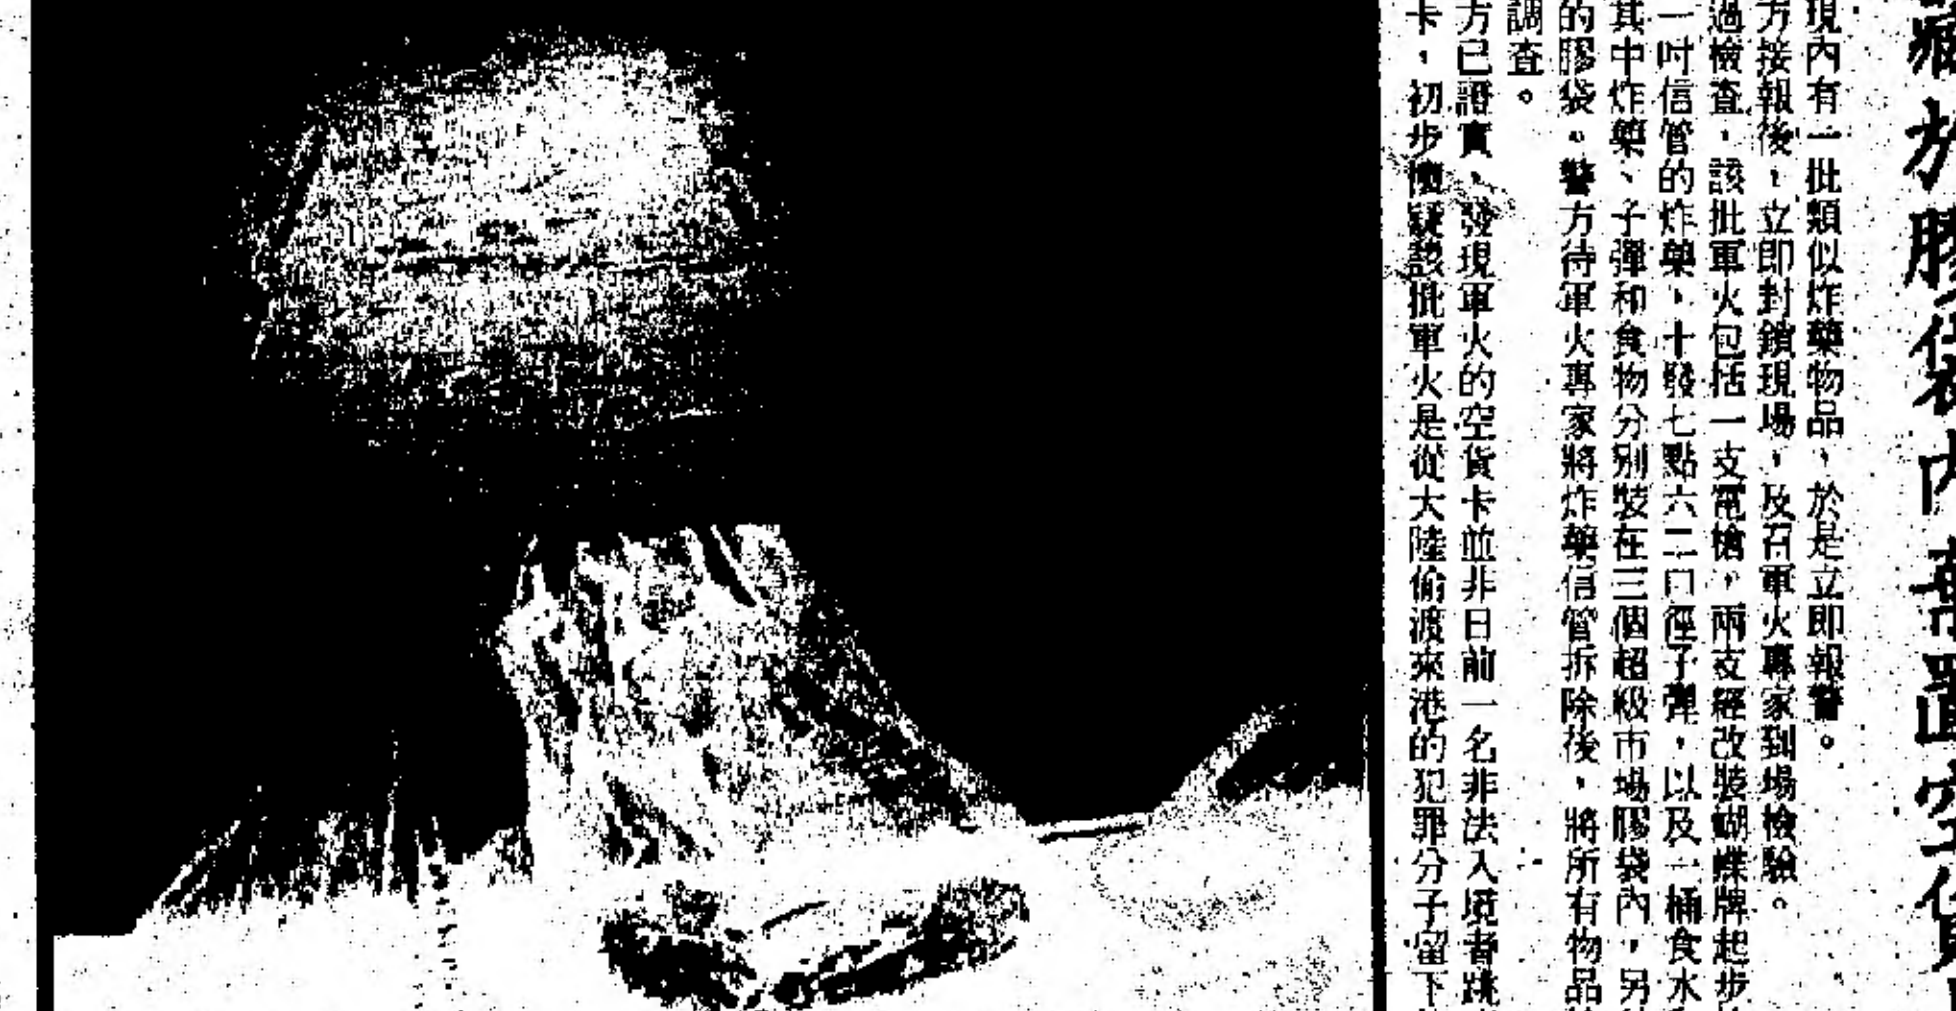 藏於膠袋內
現內有一批類似炸藥物品，於是立即報警。
方接報後，立即封鎖現場，及召軍火專家到場檢驗。
過檢查，該批軍火包括一支電槍，兩支經改裝蝴蝶牌起步
一吋信管的炸藥，十發七點六二口徑子彈，以及一桶食水
其中炸藥、子彈和食物分別裝在三個超級市場膠袋內，另
的膠袋。警方待軍火專家將炸藥信管拆除後，將所有物品
調查。
方已證實，發現軍火的空貨卡並非日前一名非法入境者跳
卡，初步懷疑該批軍火是從大陸偷渡來港的犯罪分子留下